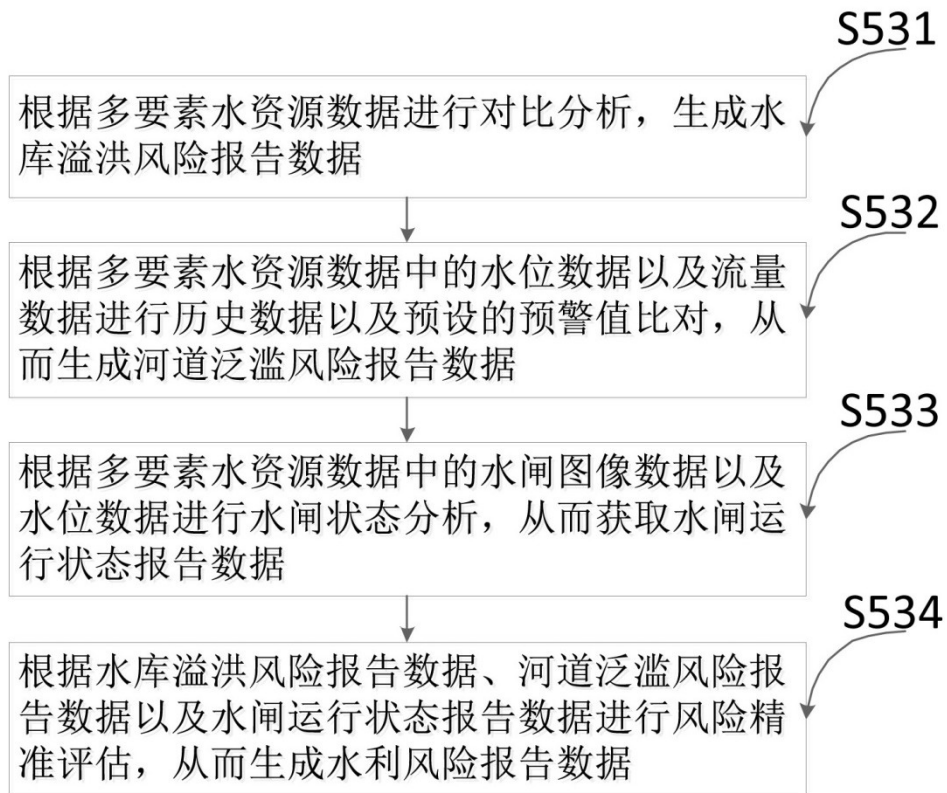 S531
根据多要素水资源数据进行对比分析，生成水
库溢洪风险报告数据
S532
根据多要素水资源数据中的水位数据以及流量
数据进行历史数据以及预设的预警值比对，从
而生成河道泛滥风险报告数据
S533
根据多要素水资源数据中的水闸图像数据以及
水位数据进行水闸状态分析，从而获取水闸运
行状态报告数据
S534
根据水库溢洪风险报告数据、河道泛滥风险报
告数据以及水闸运行状态报告数据进行风险精
准评估，从而生成水利风险报告数据